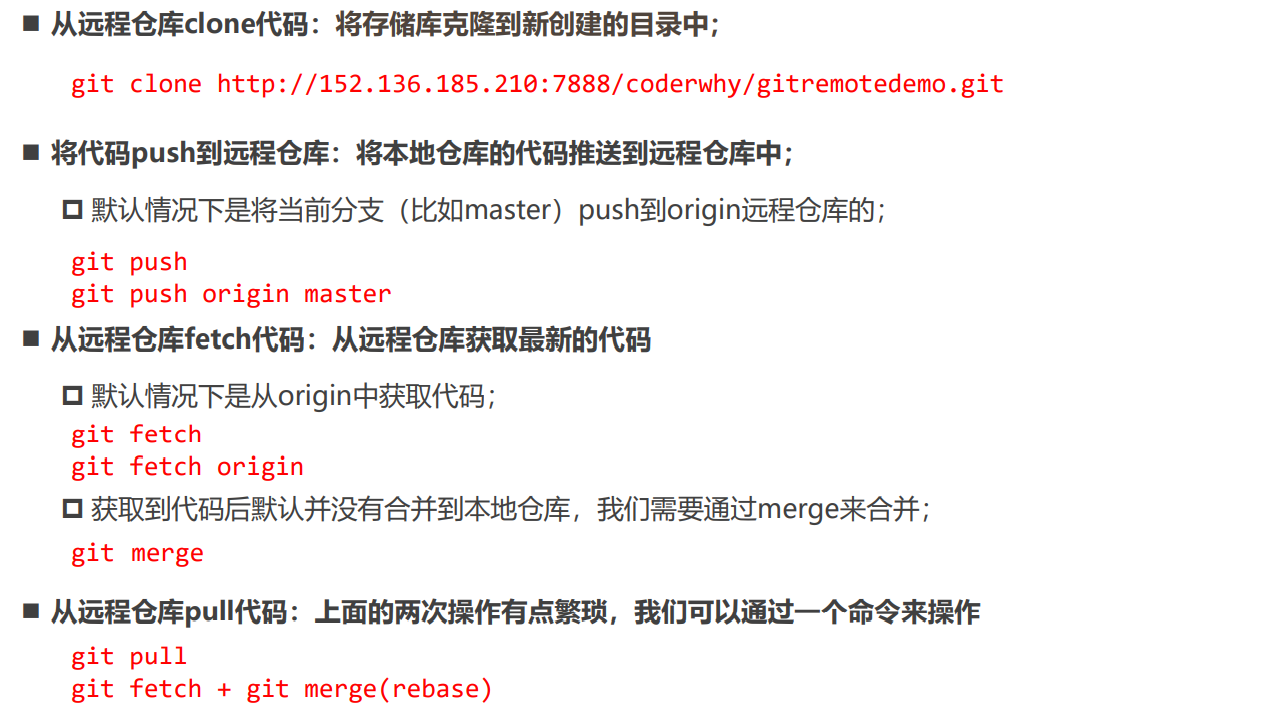 ■ 从远程仓库clone代码：将存储库克隆到新创建的目录中；
git clone http://152.136.185.210:7888/coderwhy/gitremotedemo.git
■ 将代码push到远程仓库：将本地仓库的代码推送到远程仓库中；
默认情况下是将当前分支（比如master）push到origin远程仓库的；
git push
git push origin master
■ 从远程仓库fetch代码：从远程仓库获取最新的代码
默认情况下是从origin中获取代码；
git fetch
git fetch origin
获取到代码后默认并没有合并到本地仓库，我们需要通过merge来合并；
git merge
■ 从远程仓库pull代码：上面的两次操作有点繁琐，我们可以通过一个命令来操作
git pull
git fetch + git merge(rebase)